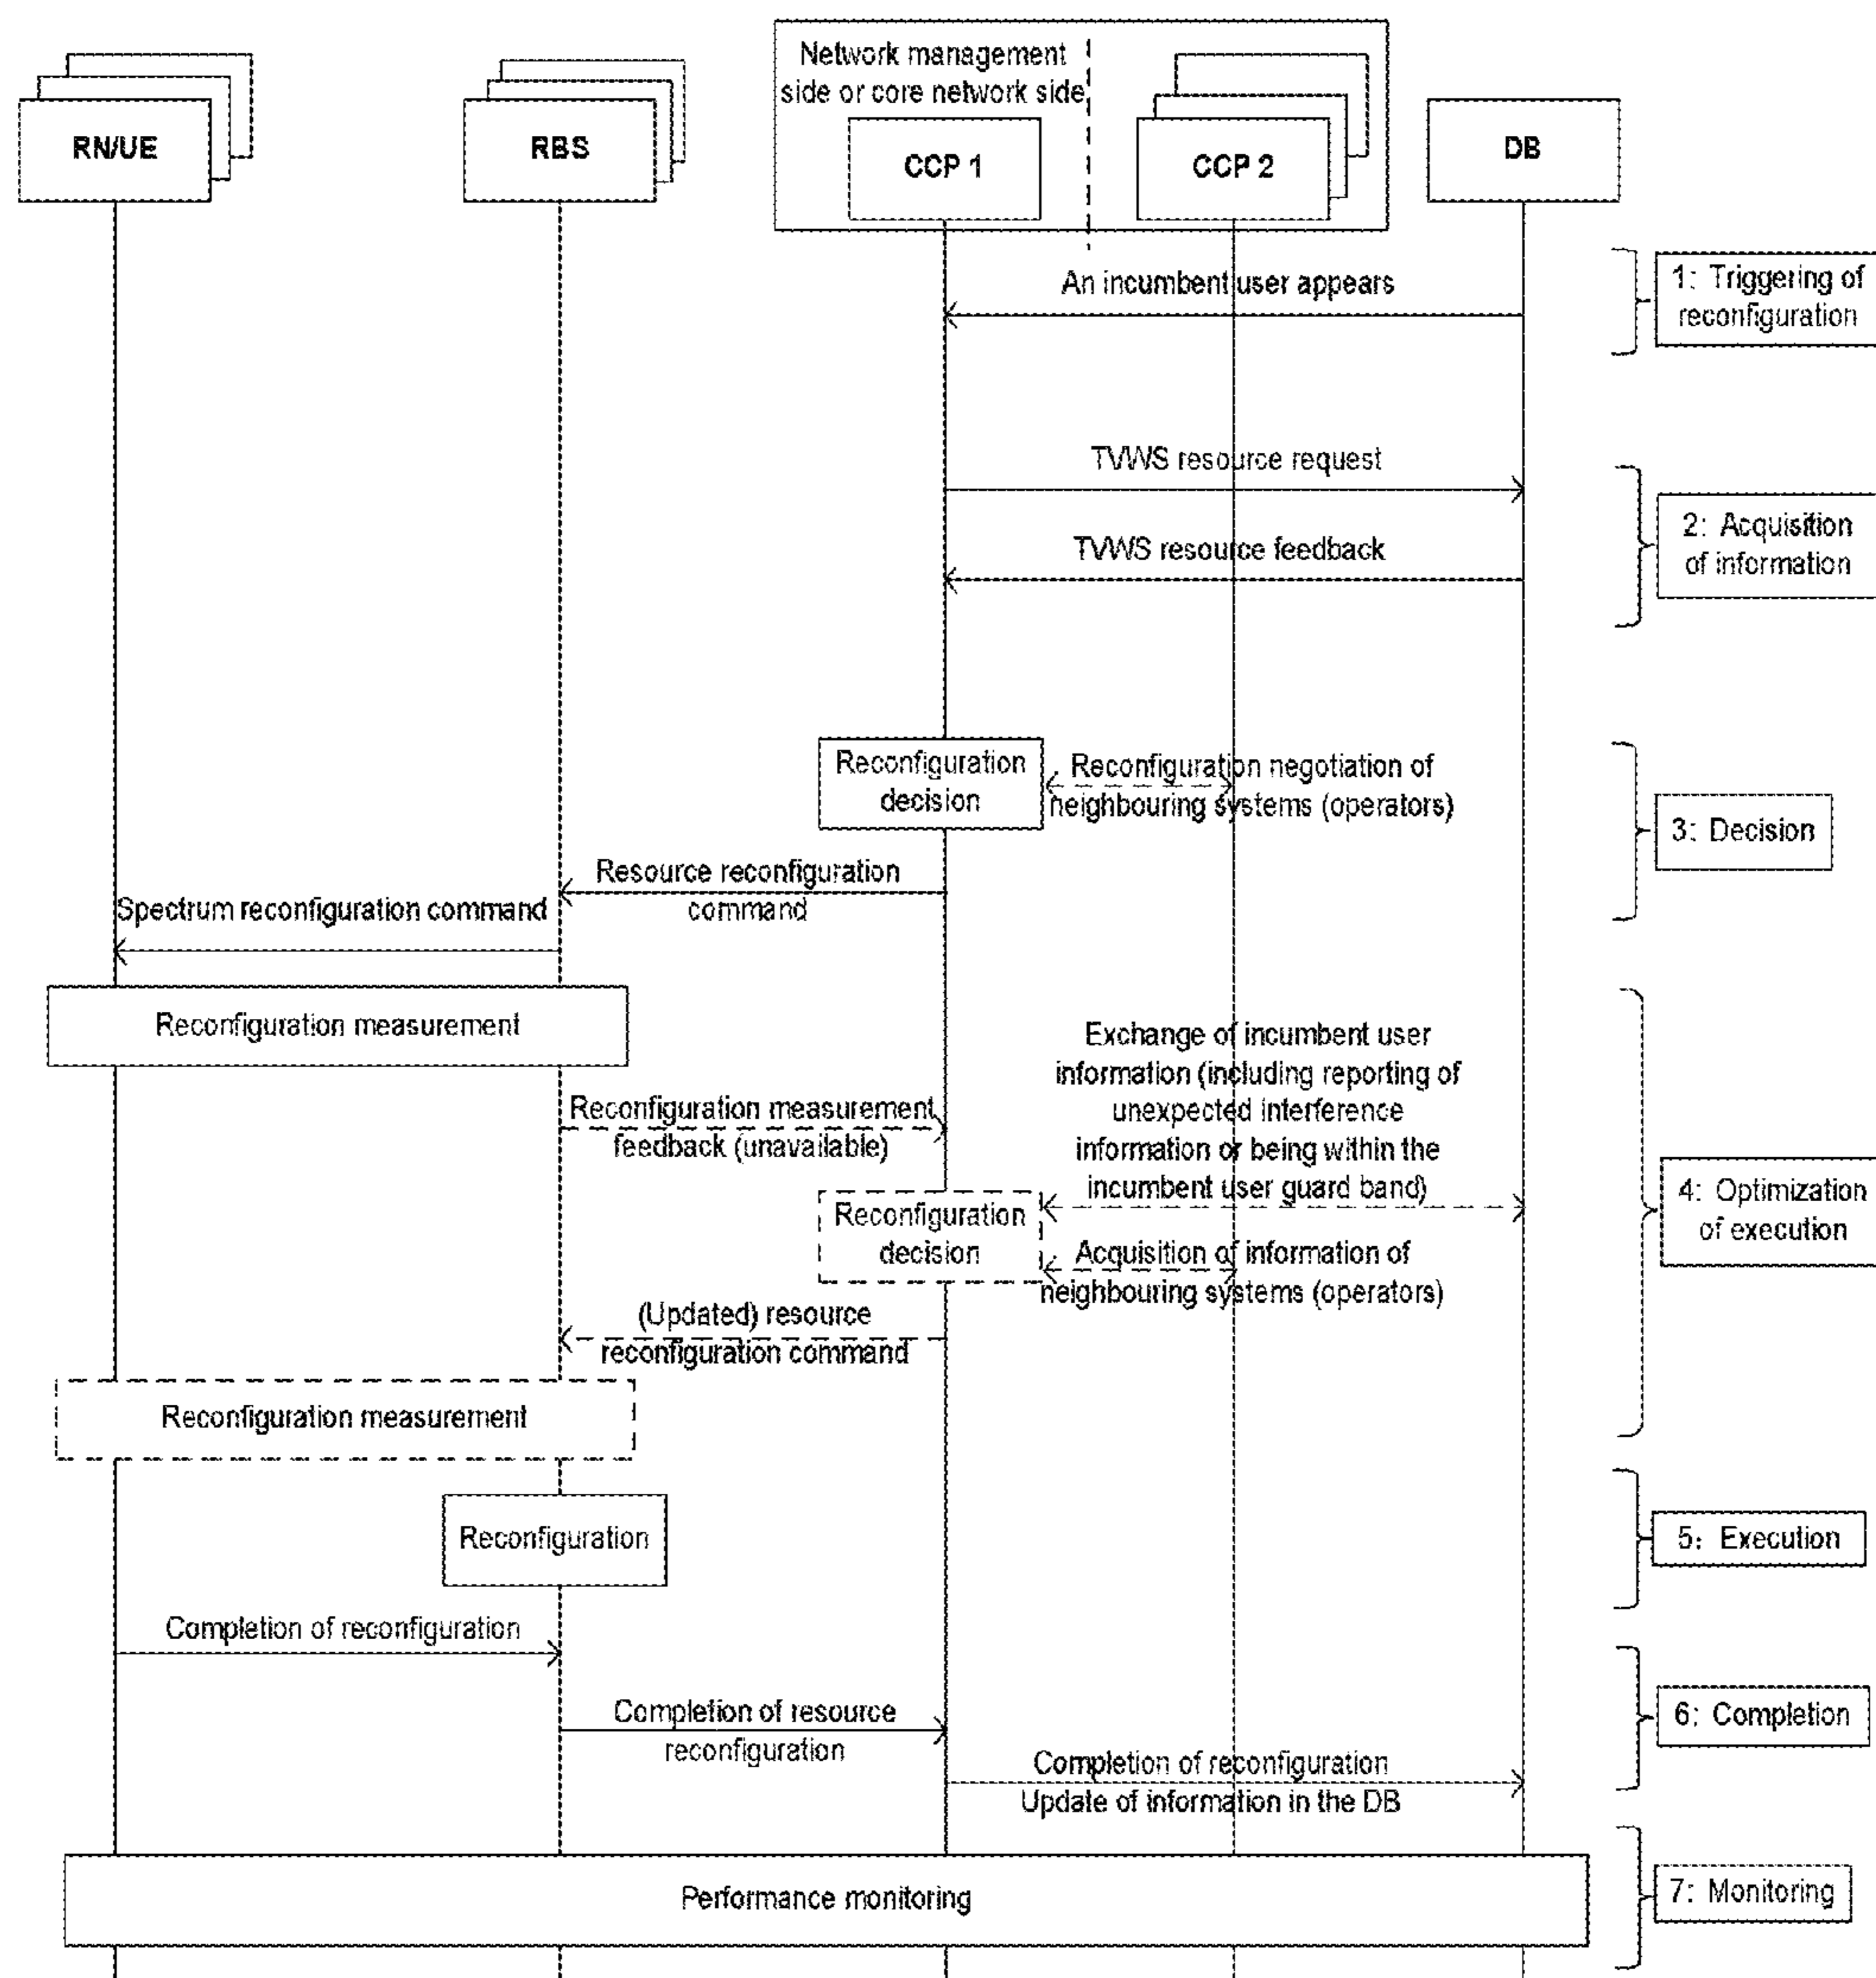 Network management
side or core network side
RN/UE
RBS
CCP 1
CCP 2
DB
An incumbent user appears
1: Triggering of
reconfiguration
TVWS resource request
TVWS resource feedback
2: Acquisition
of information
Reconfiguration
decision
Reconfiguration negotiation of
neighbouring systems (operators)
3: Decision
Resource reconfiguration
command
Spectrum reconfiguration command
Reconfiguration measurement
Exchange of incumbent user
information (including reporting of
unexpected interference
information or being within the
incumbent user guard band)
Reconfiguration measurement
feedback (unavailable)
Reconfiguration
decision
Acquisition of information of
neighbouring systems (operators)
4: Optimization
of execution
(Updated) resource
reconfiguration command
Reconfiguration measurement
Reconfiguration
5: Execution
Completion of reconfiguration
Completion of resource
reconfiguration
Completion of reconfiguration
Update of information in the DB
6: Completion
Performance monitoring
7: Monitoring